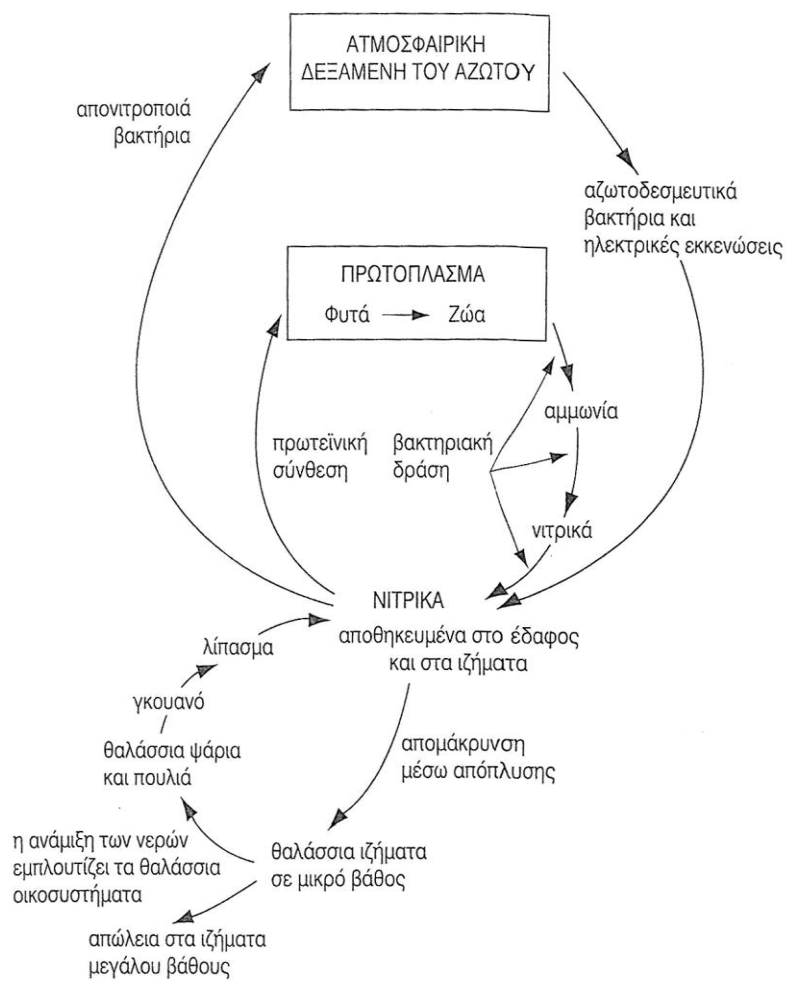 ΑΤΜΟΣΦΑΙΡΙΚΗ
ΔΕΞΑΜΕΝΗ ΤΟΥ ΑΖΩΤΟΥ
απονιτροποιά
βακτήρια
αζωτοδεσμευτικά
βακτήρια και
ηλεκτρικές εκκενώσεις
ΠΡΩΤΟΠΛΑΣΜΑ
Φυτά Ζώα
αμμωνία
πρωτεϊνική
σύνθεση
βακτηριακή
δράση
νιτρικά
ΝΙΤΡΙΚΑ
αποθηκευμένα στο έδαφος
και στα ιζήματα
λίπασμα
γκουανό
θαλάσσια ψάρια
και πουλιά
απομάκρυνση
μέσω απόπλυσης
η ανάμιξη των νερών
εμπλουτίζει τα θαλάσσια
οικοσυστήματα
θαλάσσια ιζήματα
σε μικρό βάθος
απώλεια στα ιζήματα
μεγάλου βάθους